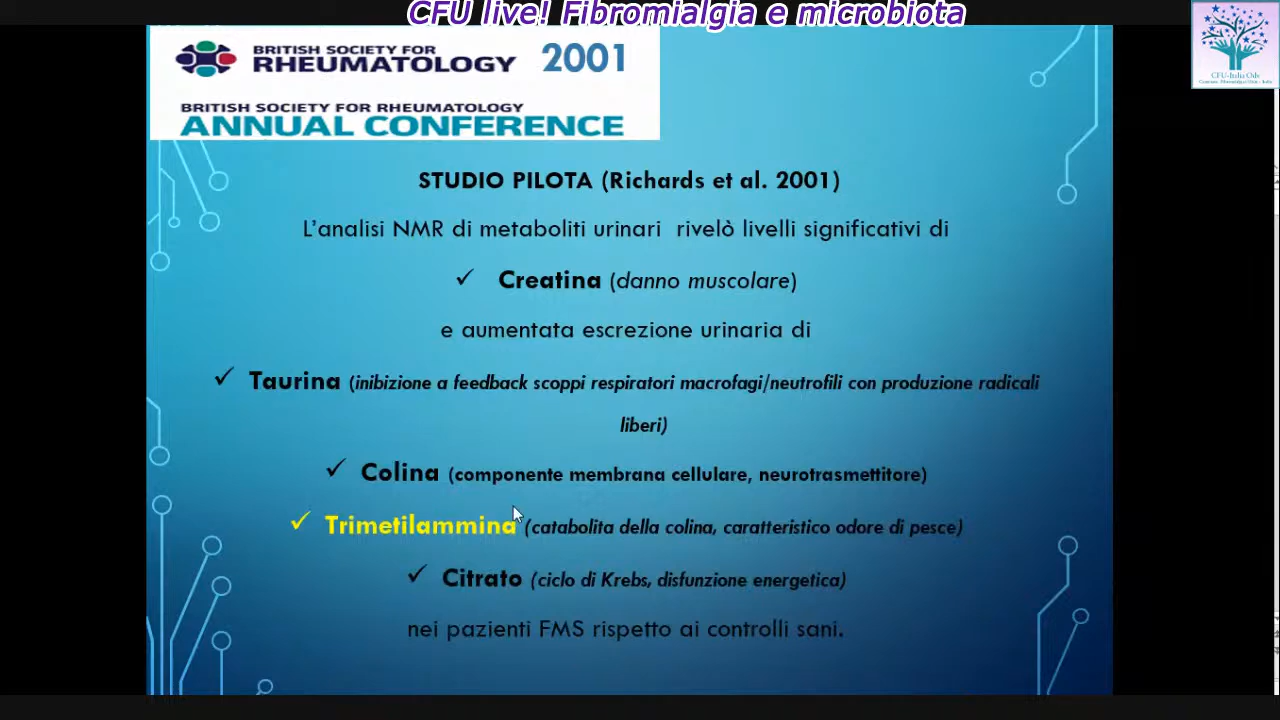 CFU live! Fibromialgia e microbiota
BRITISH SOCIETY FOR
RHEUMATOLOGY 2001
BRITISH SOCIETY FOR RHEUMATOLOGY
ANNUAL CONFERENCE
CFU-Italia Odv
STUDIO PILOTA (Richards et al. 2001)
L'analisi NMR di metaboliti urinari rivelò livelli significativi di
✓ Creatina (danno muscolare)
e aumentata escrezione urinaria di
✓ Taurina (inibizione a feedback scoppi respiratori macrofagi/neutrofili con produzione radicali
liberi)
✓ Colina (componente membrana cellulare, neurotrasmettitore)
✓ Trimetilammina (catabolita della colina, caratteristico odore di pesce)
✓ Citrato (ciclo di Krebs, disfunzione energetica)
nei pazienti FMS rispetto ai controlli sani.